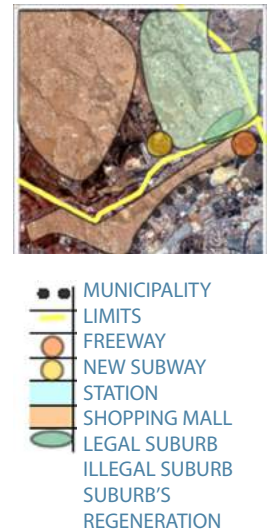 MUNICIPALITY
LIMITS
FREEWAY
NEW SUBWAY
STATION
SHOPPING MALL
LEGAL SUBURB
ILLEGAL SUBURB
SUBURB'S
REGENERATION